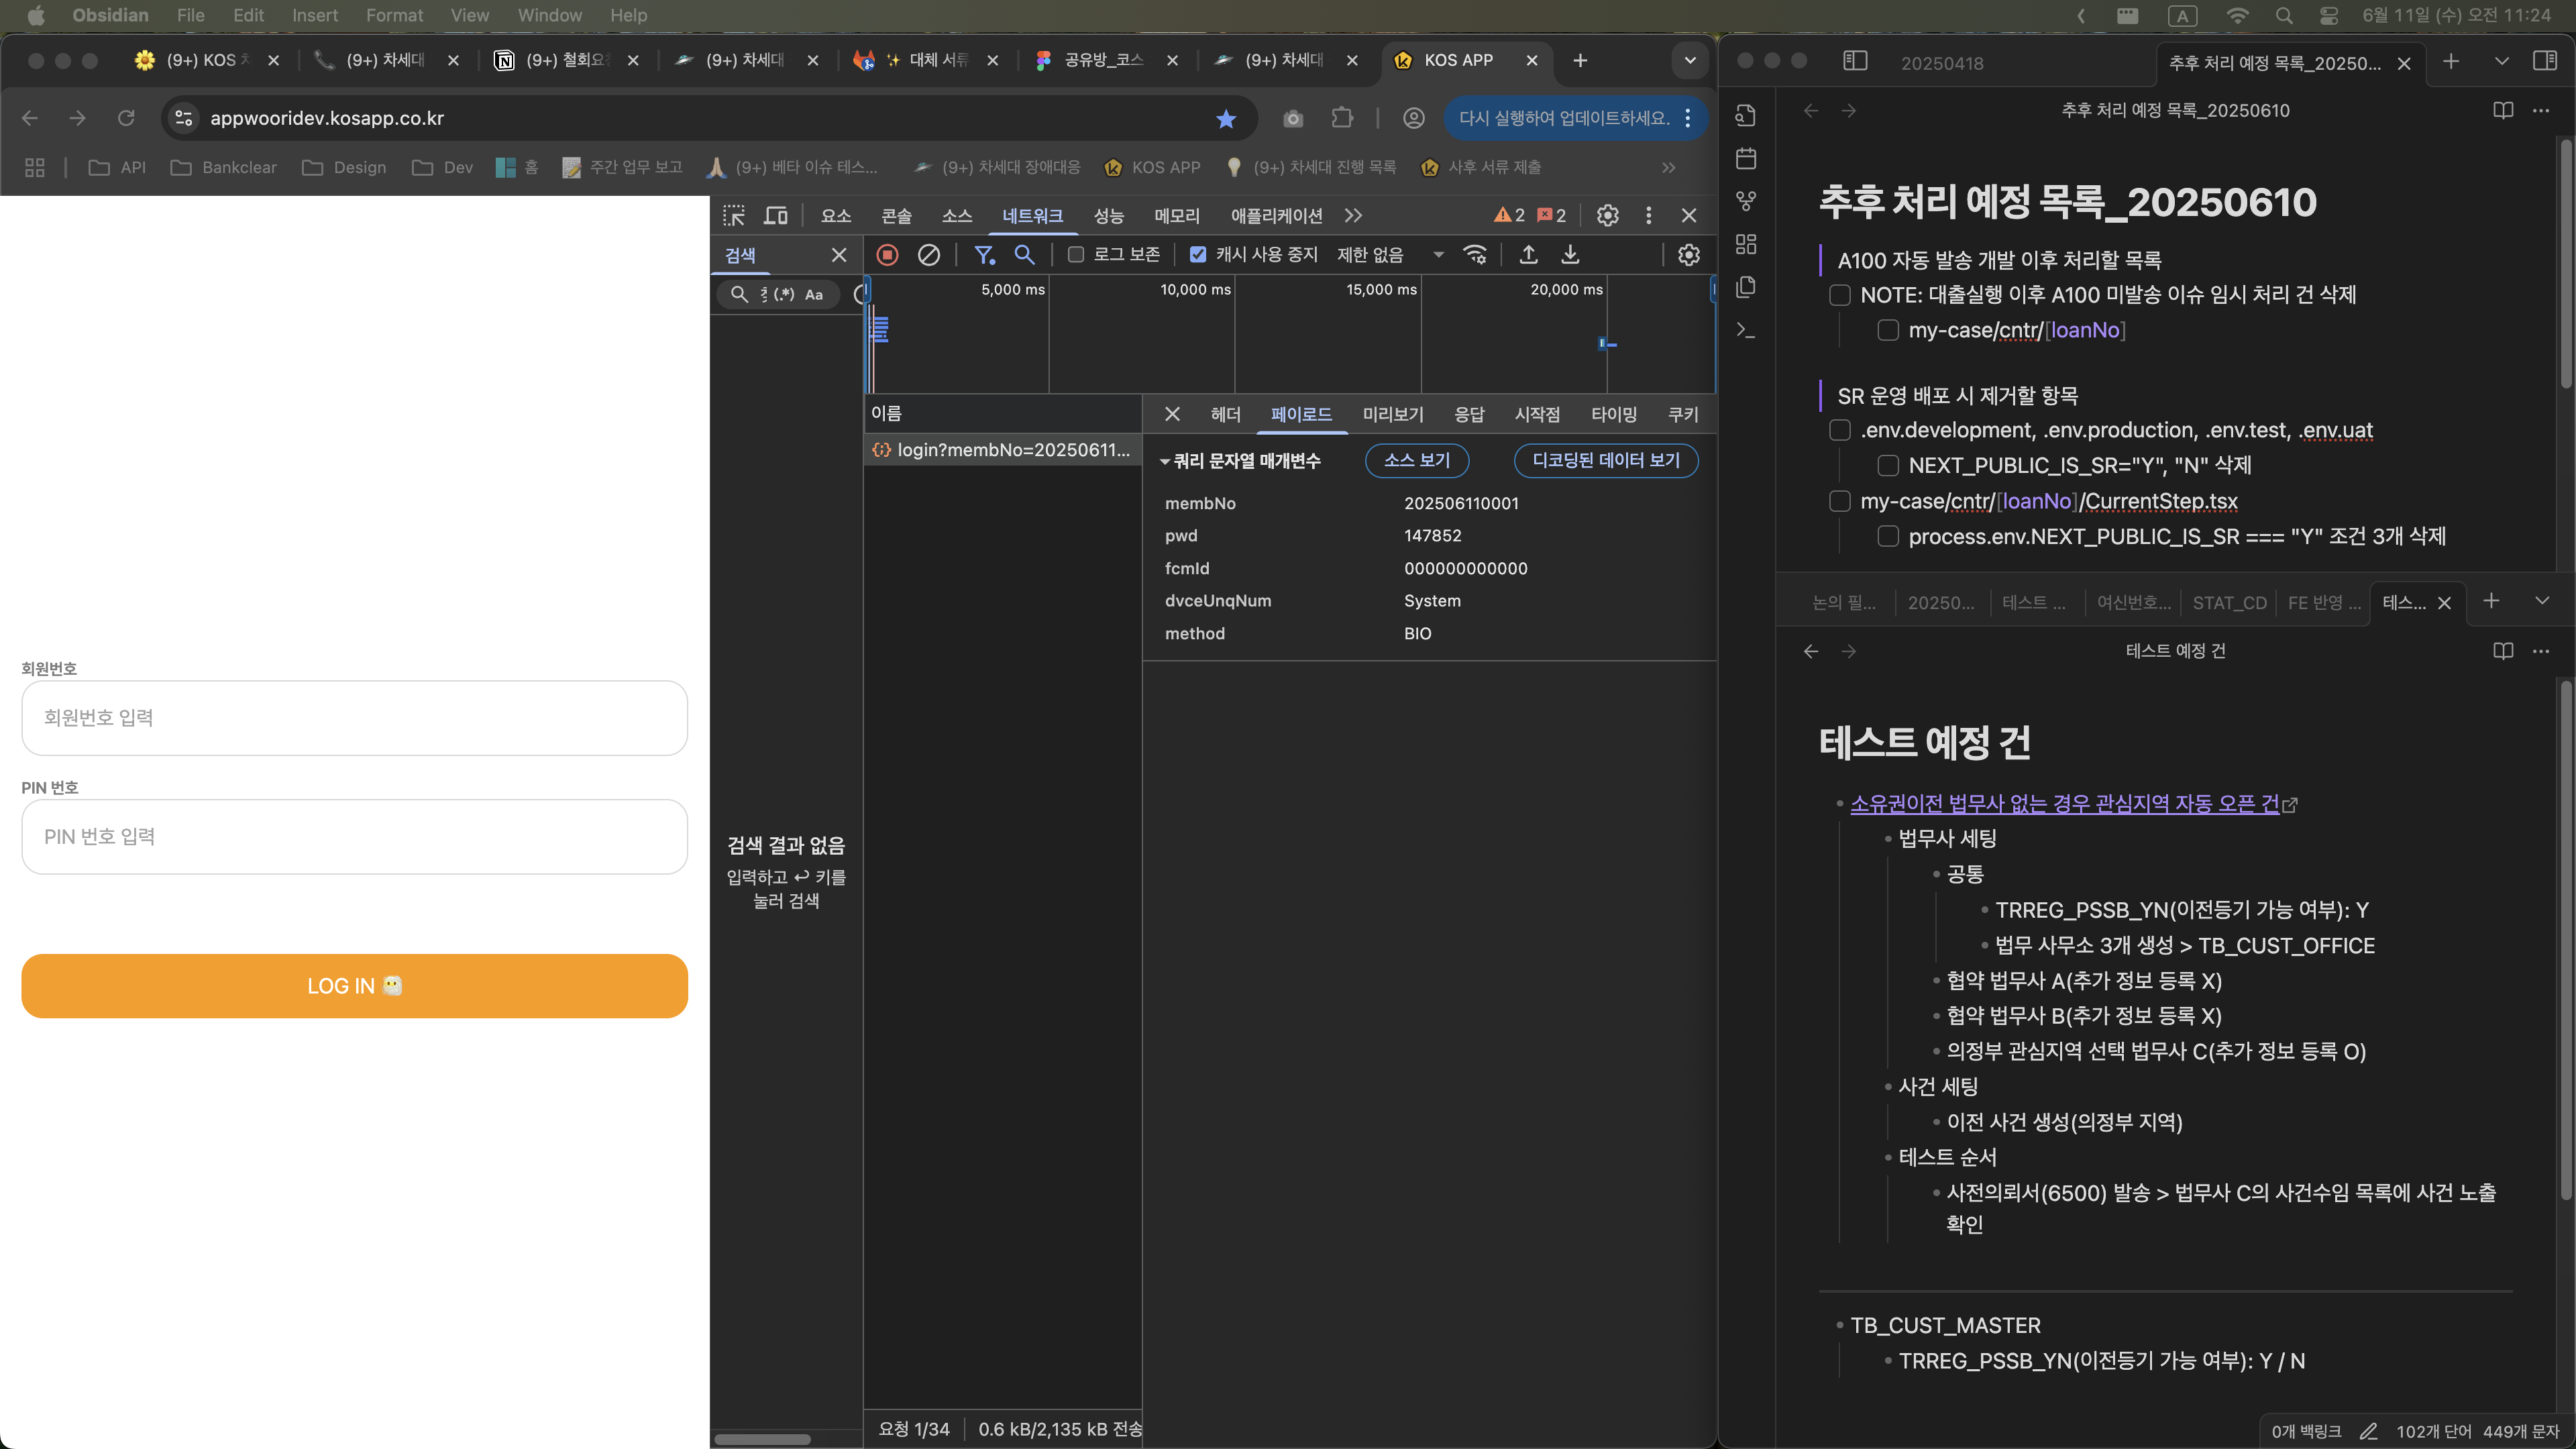 Obsidian File Edit Insert Format View Window Help
A 6월 11일 (수) 오전 11:24
(9+) KOS (9+) 차세대 (9+) 철회요 (9+) 차세대 ✨ 대체 서류 공유방_코스 (9+) 차세대 KOS APP
appwooridev.kosapp.co.kr
다시 실행하여 업데이트하세요.
API Bankclear Design Dev 홈 주간 업무 보고 (9+) 베타 이슈 테스... (9+) 차세대 장애대응 KOS APP (9+) 차세대 진행 목록 사후 서류 제출
회원번호
회원번호 입력
PIN 번호
PIN 번호 입력
LOG IN
요소 콘솔 소스 네트워크 성능 메모리 애플리케이션 2 2
검색
(.*) Aa
검색 결과 없음
입력하고 ↩ 키를
눌러 검색
로그 보존 캐시 사용 중지 제한 없음
5,000 ms 10,000 ms 15,000 ms 20,000 ms
이름
login?membNo=20250611...
헤더 페이로드 미리보기 응답 시작점 타이밍 쿠키
쿼리 문자열 매개변수 소스 보기 디코딩된 데이터 보기
membNo 202506110001
pwd 147852
fcmId 000000000000
dvceUnqNum System
method BIO
요청 1/34 0.6 kB/2,135 kB 전송
20250418 추후 처리 예정 목록_20250...
추후 처리 예정 목록_20250610
추후 처리 예정 목록_20250610
A100 자동 발송 개발 이후 처리할 목록
NOTE: 대출실행 이후 A100 미발송 이슈 임시 처리 건 삭제
my-case/cntr/[loanNo]
SR 운영 배포 시 제거할 항목
.env.development, .env.production, .env.test, .env.uat
NEXT_PUBLIC_IS_SR="Y", "N" 삭제
my-case/cntr/[loanNo]/CurrentStep.tsx
process.env.NEXT_PUBLIC_IS_SR === "Y" 조건 3개 삭제
논의 필... 20250... 테스트 ... 여신번호... STAT_CD FE 반영 ... 테스...
테스트 예정 건
테스트 예정 건
소유권이전 법무사 없는 경우 관심지역 자동 오픈 건
법무사 세팅
공통
TRREG_PSSB_YN(이전등기 가능 여부): Y
법무 사무소 3개 생성 > TB_CUST_OFFICE
협약 법무사 A(추가 정보 등록 X)
협약 법무사 B(추가 정보 등록 X)
의정부 관심지역 선택 법무사 C(추가 정보 등록 O)
사건 세팅
이전 사건 생성(의정부 지역)
테스트 순서
사전의뢰서(6500) 발송 > 법무사 C의 사건수임 목록에 사건 노출
확인
TB_CUST_MASTER
TRREG_PSSB_YN(이전등기 가능 여부): Y / N
0개 백링크 102개 단어 449개 문자